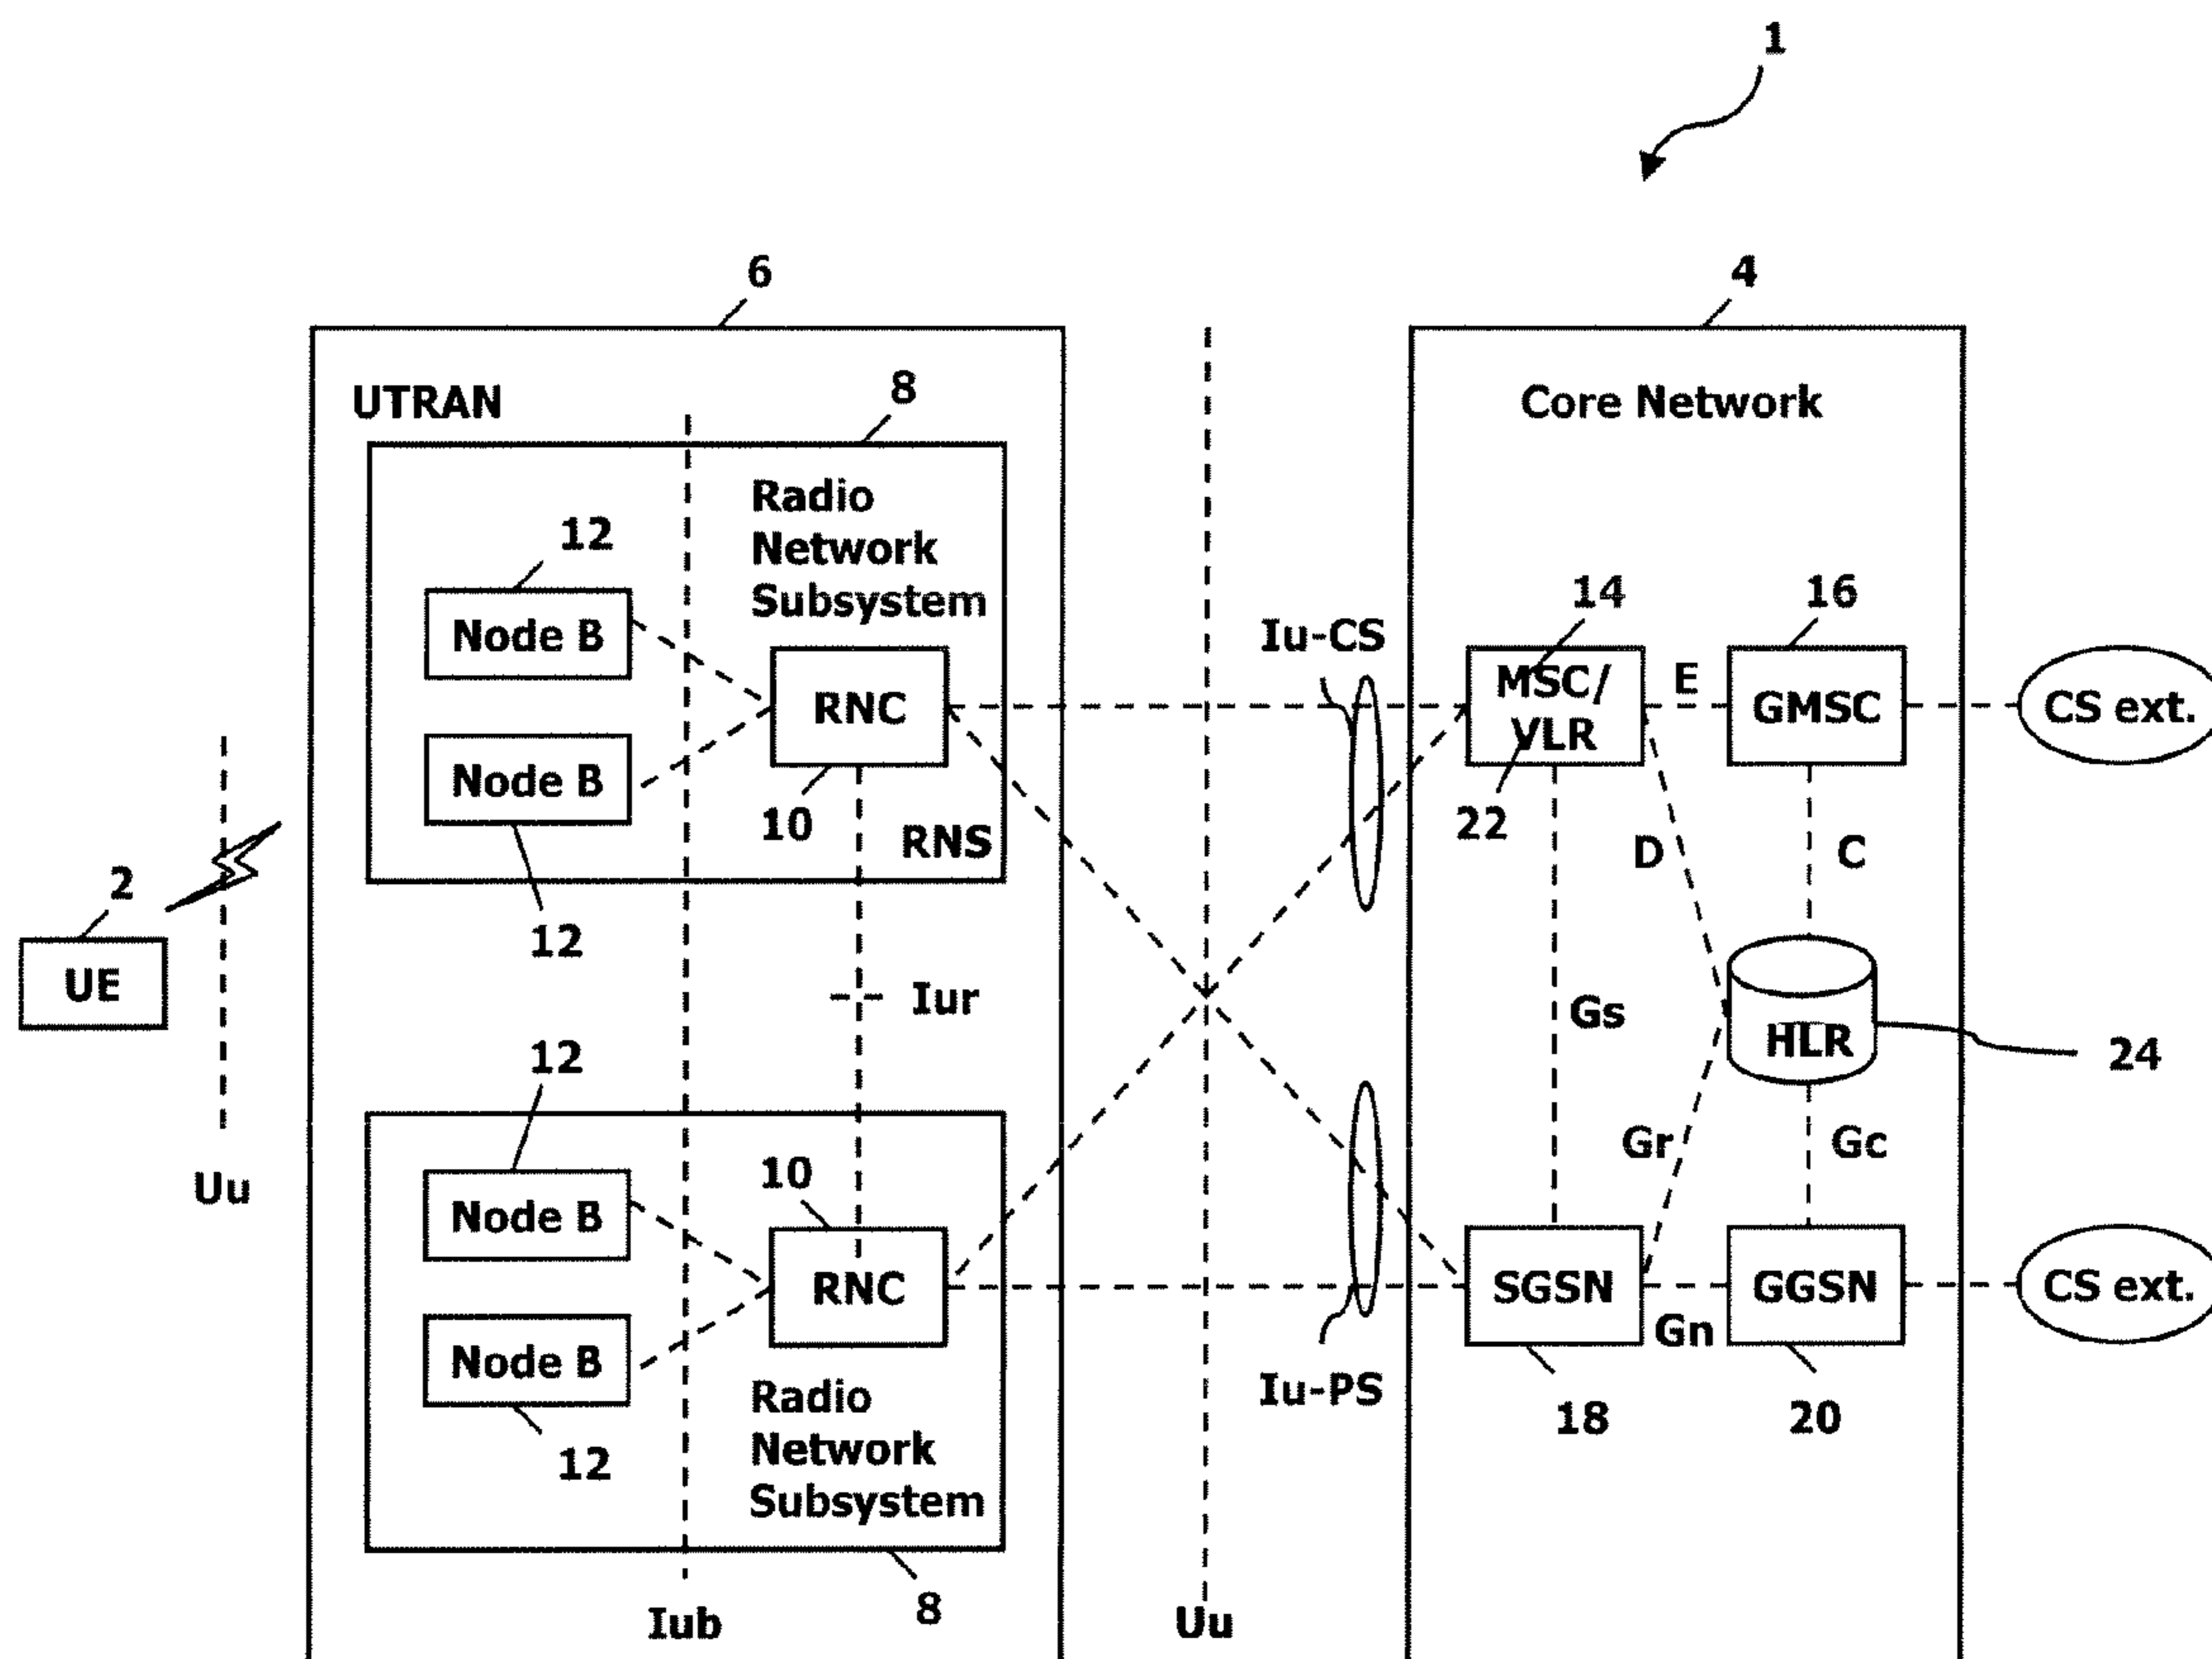 1
6
4
UTRAN
8
Core Network
Radio
Network
Subsystem
12
Node B
RNC
Node B
10
RNS
12
Iu-CS
14
16
MSC/
VLR
E
GMSC
CS ext.
22
D
C
2
UE
Uu
Iur
Gs
HLR
24
12
Node B
10
RNC
Node B
12
Radio
Network
Subsystem
8
Iub
Uu
Iu-PS
Gr
Gc
SGSN
Gn
GGSN
CS ext.
18
20